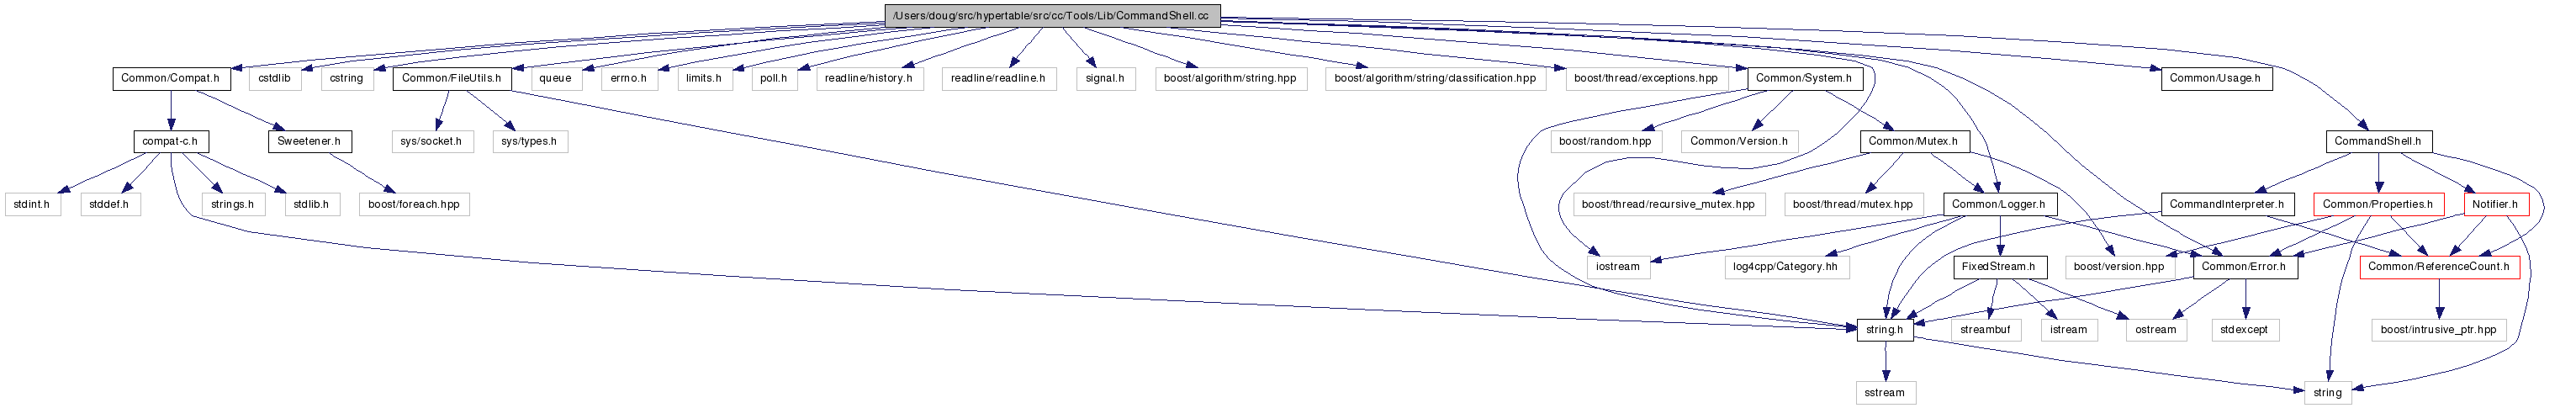 /Users/doug/src/hypertable/src/cc/Tools/Lib/CommandShell.cc
Common/Compat.h
cstdlib
cstring
Common/FileUtils.h
queue
errno.h
limits.h
poll.h
readline/history.h
readline/readline.h
signal.h
boost/algorithm/string.hpp
boost/algorithm/string/classification.hpp
boost/thread/exceptions.hpp
Common/System.h
Common/Usage.h
compat-c.h
Sweetener.h
sys/socket.h
sys/types.h
boost/random.hpp
Common/Version.h
Common/Mutex.h
CommandShell.h
stdint.h
stddef.h
strings.h
stdlib.h
boost/foreach.hpp
boost/thread/recursive_mutex.hpp
boost/thread/mutex.hpp
Common/Logger.h
CommandInterpreter.h
Common/Properties.h
Notifier.h
iostream
log4cpp/Category.hh
FixedStream.h
boost/version.hpp
Common/Error.h
Common/ReferenceCount.h
string.h
streambuf
istream
ostream
stdexcept
boost/intrusive_ptr.hpp
sstream
string